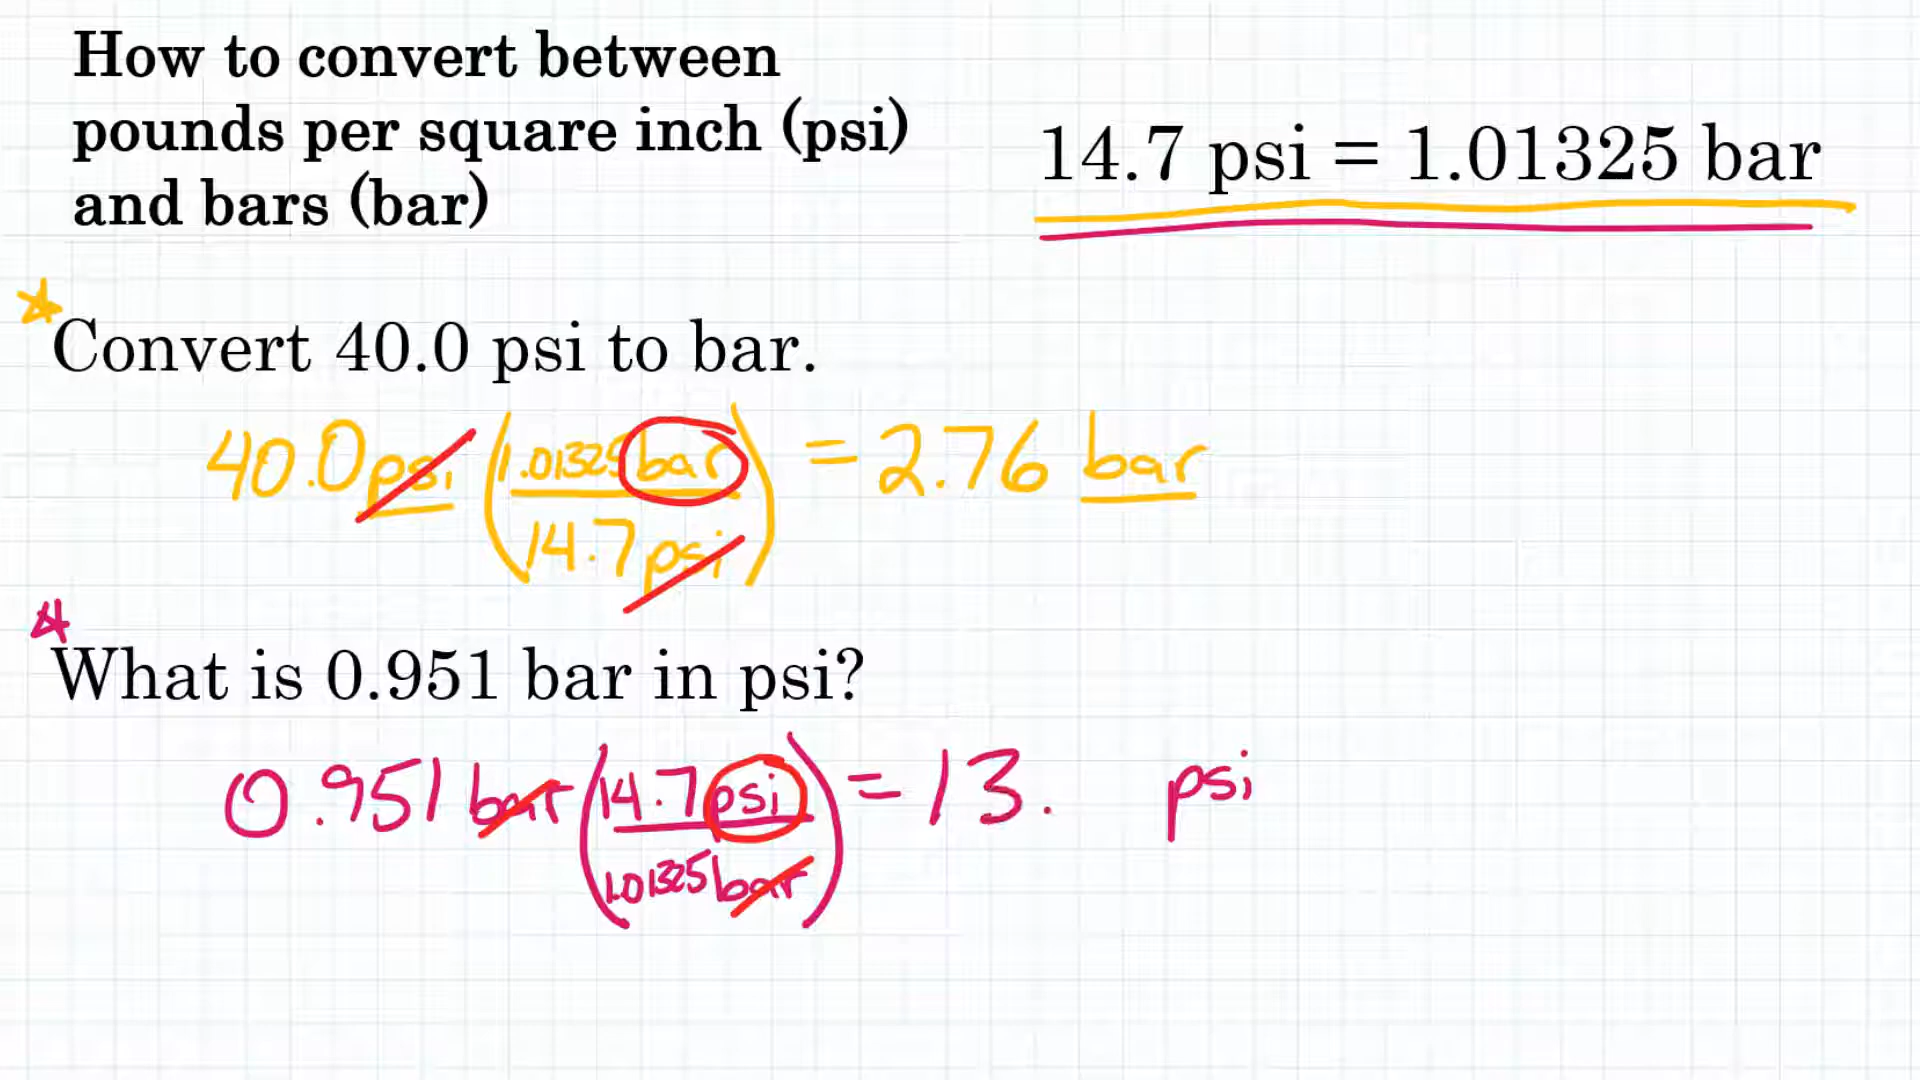 How to convert between
pounds per square inch (psi)
and bars (bar)
14.7 psi = 1.01325 bar
Convert 40.0 psi to bar.
40.0 psi (1.01325 bar / 14.7 psi) = 2.76 bar
What is 0.951 bar in psi?
0.951 bar (14.7 psi / 1.01325 bar) = 13. psi